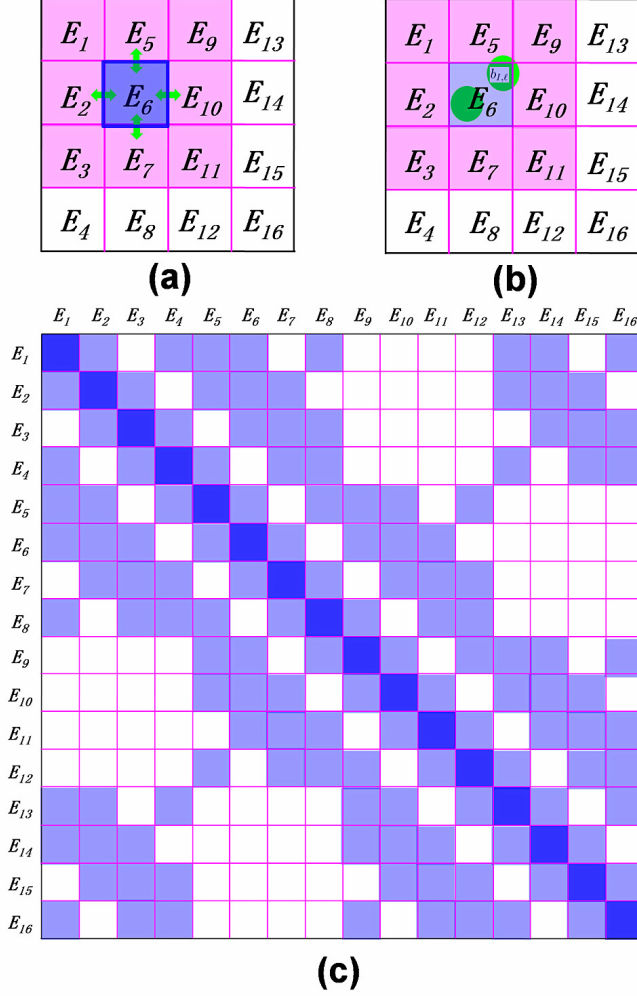 E1 E5 E9 E13
E2 E6 E10 E14
E3 E7 E11 E15
E4 E8 E12 E16
(a)
E1 E5 E9 E13
b1,ℓ
E2 E6 E10 E14
E3 E7 E11 E15
E4 E8 E12 E16
(b)
E1 E2 E3 E4 E5 E6 E7 E8 E9 E10 E11 E12 E13 E14 E15 E16
E1
E2
E3
E4
E5
E6
E7
E8
E9
E10
E11
E12
E13
E14
E15
E16
(c)